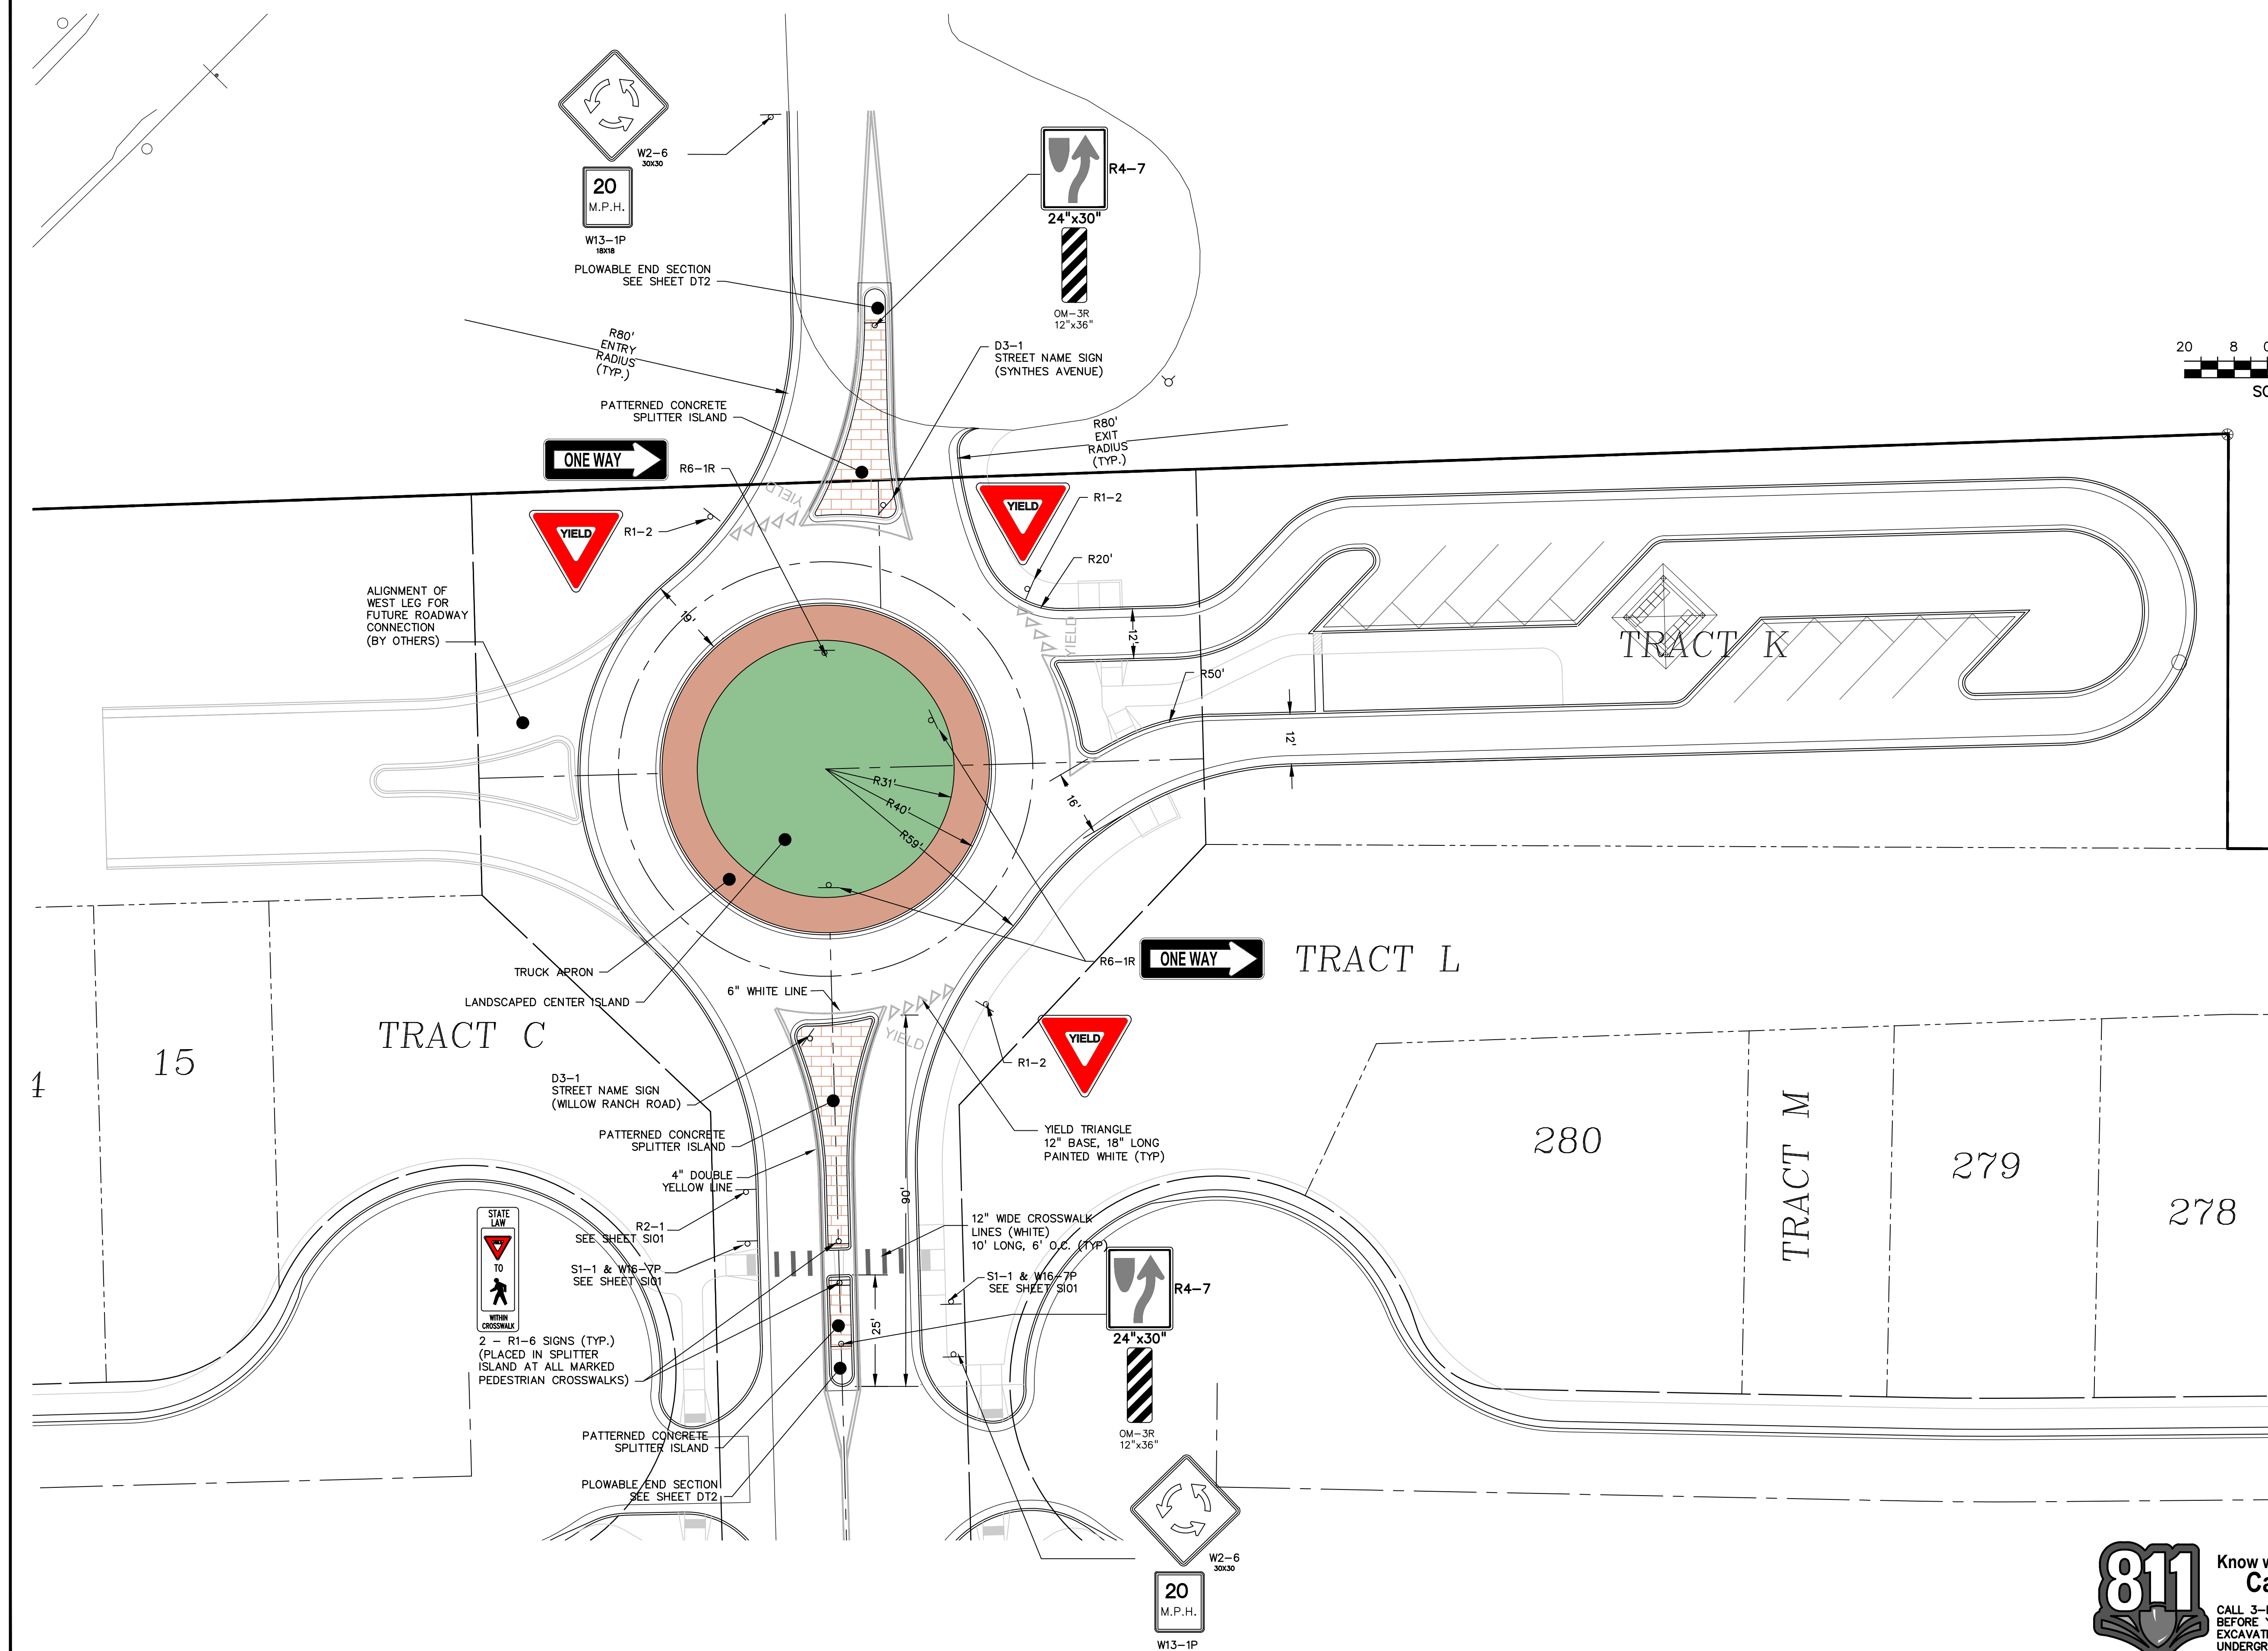 W2-6
30X30
20
M.P.H.
W13-1P
18X18
PLOWABLE END SECTION
SEE SHEET DT2
R4-7
24"x30"
OM-3R
12"x36"
R80'
ENTRY
RADIUS
(TYP.)
D3-1
STREET NAME SIGN
(SYNTHES AVENUE)
PATTERNED CONCRETE
SPLITTER ISLAND
R80'
EXIT
RADIUS
(TYP.)
20 8 0
ONE WAY
R6-1R
YIELD
YIELD
R1-2
YIELD
R1-2
R20'
ALIGNMENT OF
WEST LEG FOR
FUTURE ROADWAY
CONNECTION
(BY OTHERS)
19'
12'
YIELD
TRACT K
R50'
12'
R31'
R40'
R59'
16'
TRUCK APRON
LANDSCAPED CENTER ISLAND
6" WHITE LINE
R6-1R
ONE WAY
TRACT L
TRACT C
15
YIELD
R1-2
YIELD
D3-1
STREET NAME SIGN
(WILLOW RANCH ROAD)
PATTERNED CONCRETE
SPLITTER ISLAND
YIELD TRIANGLE
12" BASE, 18" LONG
PAINTED WHITE (TYP)
280
TRACT M
279
278
4" DOUBLE
YELLOW LINE
90'
R2-1
SEE SHEET SI01
12" WIDE CROSSWALK
LINES (WHITE)
10' LONG, 6' O.C. (TYP)
S1-1 & W16-7P
SEE SHEET SI01
S1-1 & W16-7P
SEE SHEET SI01
STATE
LAW
TO
WITHIN
CROSSWALK
2 - R1-6 SIGNS (TYP.)
(PLACED IN SPLITTER
ISLAND AT ALL MARKED
PEDESTRIAN CROSSWALKS)
25'
R4-7
24"x30"
OM-3R
12"x36"
PATTERNED CONCRETE
SPLITTER ISLAND
PLOWABLE END SECTION
SEE SHEET DT2
W2-6
30X30
20
M.P.H.
W13-1P
811
Know
CALL
BEFORE